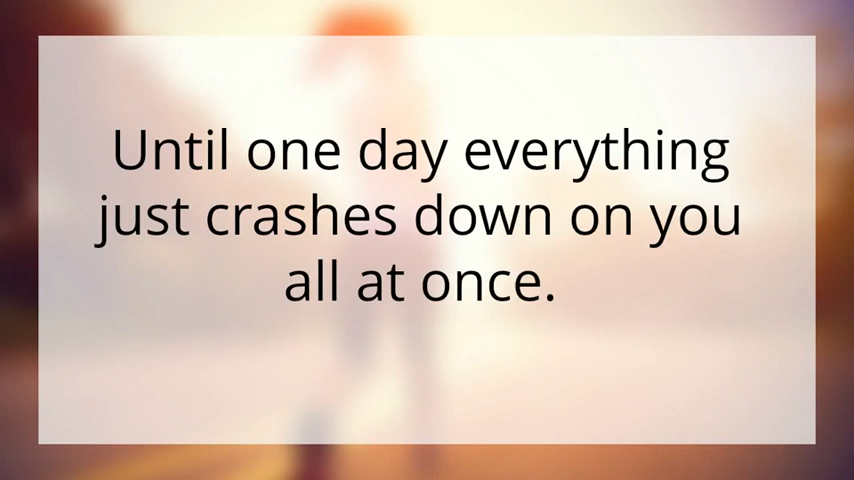 Until one day everything
just crashes down on you
all at once.